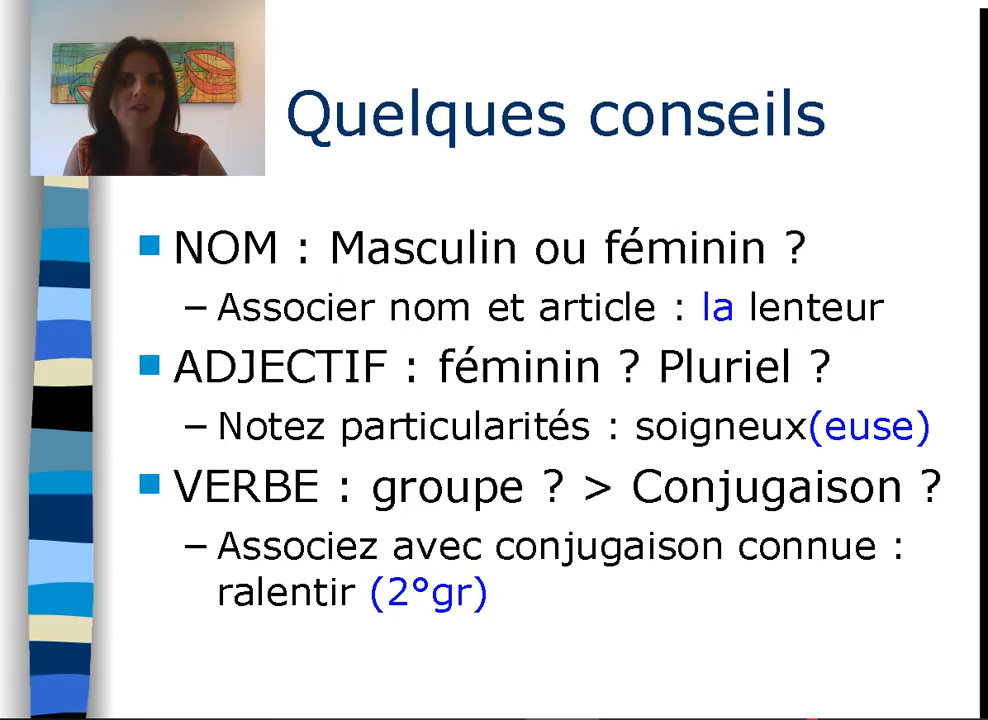 Quelques conseils
NOM : Masculin ou féminin ?
– Associer nom et article : la lenteur
ADJECTIF : féminin ? Pluriel ?
– Notez particularités : soigneux(euse)
VERBE : groupe ? > Conjugaison ?
– Associez avec conjugaison connue :
ralentir (2°gr)